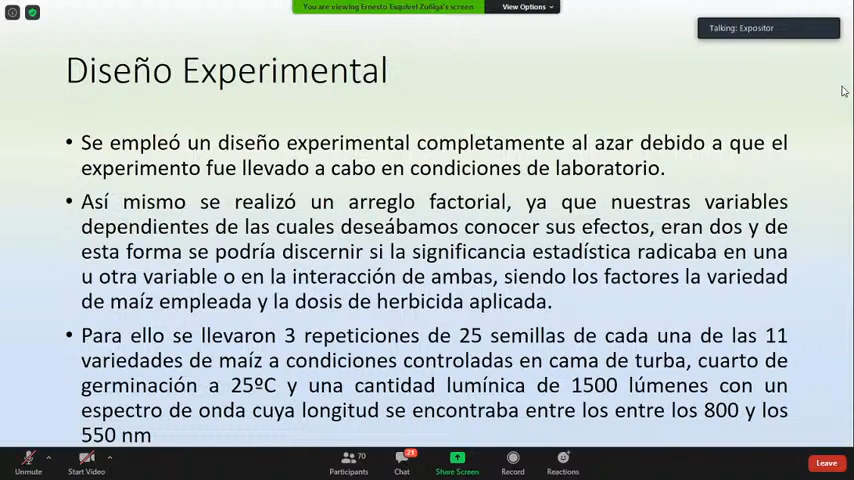 You are viewing Ernesto Esquivel Zuñiga's screen
View Options
Talking: Expositor
Diseño Experimental
• Se empleó un diseño experimental completamente al azar debido a que el
experimento fue llevado a cabo en condiciones de laboratorio.
• Así mismo se realizó un arreglo factorial, ya que nuestras variables
dependientes de las cuales deseábamos conocer sus efectos, eran dos y de
esta forma se podría discernir si la significancia estadística radicaba en una
u otra variable o en la interacción de ambas, siendo los factores la variedad
de maíz empleada y la dosis de herbicida aplicada.
• Para ello se llevaron 3 repeticiones de 25 semillas de cada una de las 11
variedades de maíz a condiciones controladas en cama de turba, cuarto de
germinación a 25ºC y una cantidad lumínica de 1500 lúmenes con un
espectro de onda cuya longitud se encontraba entre los entre los 800 y los
550 nm
70
21
Unmute
Start Video
Participants
Chat
Share Screen
Record
Reactions
Leave